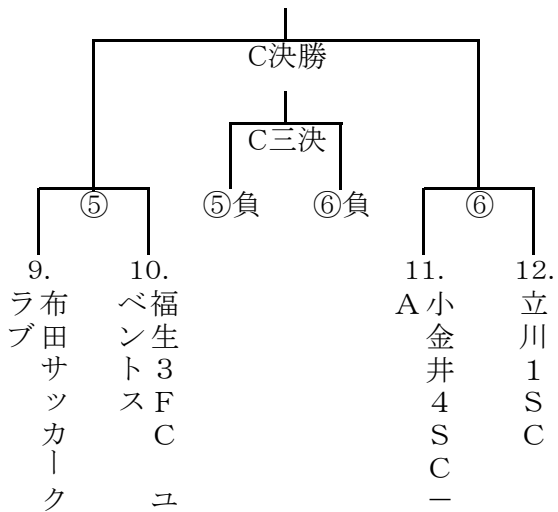 C決勝
C三決
⑤
⑤負
⑥負
⑥
9.
布田サッカーク
ラブ
10.
福生3FC ユ
ベントス
11.
小金井4SC-
A
12.
立川1SC